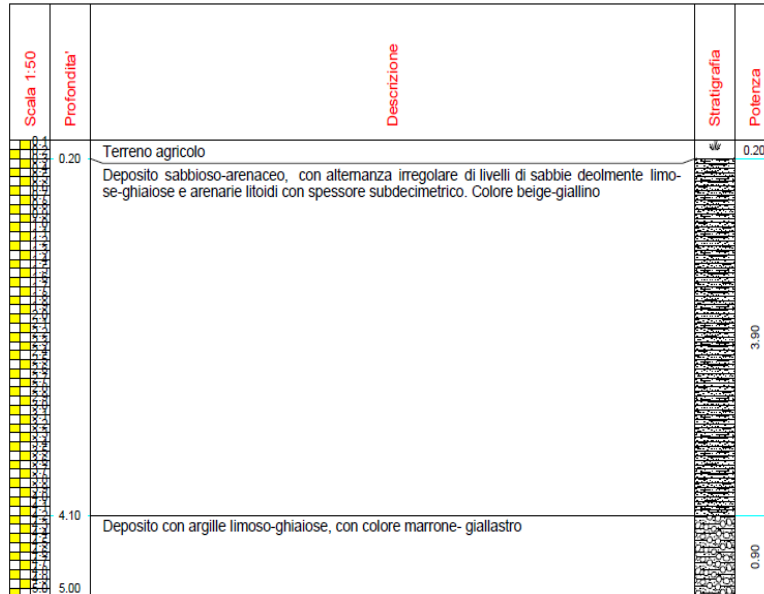 Scala 1:50
Profondita'
Descrizione
Stratigrafia
Potenza
0.20
Terreno agricolo
0.20
Deposito sabbioso-arenaceo, con alternanza irregolare di livelli di sabbie deolmente limo-
se-ghiaiose e arenarie litoidi con spessore subdecimetrico. Colore beige-giallino
3.90
4.10
Deposito con argille limoso-ghiaiose, con colore marrone- giallastro
0.90
5.00